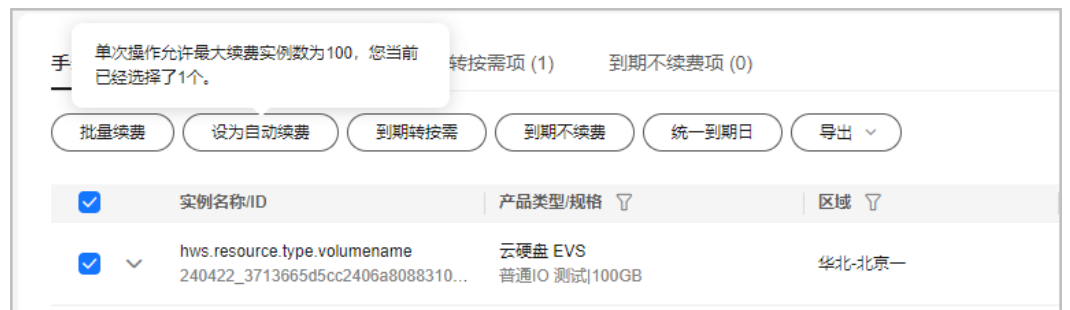 单次操作允许最大续费实例数为100，您当前
已经选择了1个。
手
转按需项 (1)
到期不续费项 (0)
批量续费
设为自动续费
到期转按需
到期不续费
统一到期日
导出
实例名称/ID
产品类型/规格
区域
hws.resource.type.volumename
云硬盘 EVS
华北-北京一
240422_3713665d5cc2406a8088310...
普通IO 测试|100GB